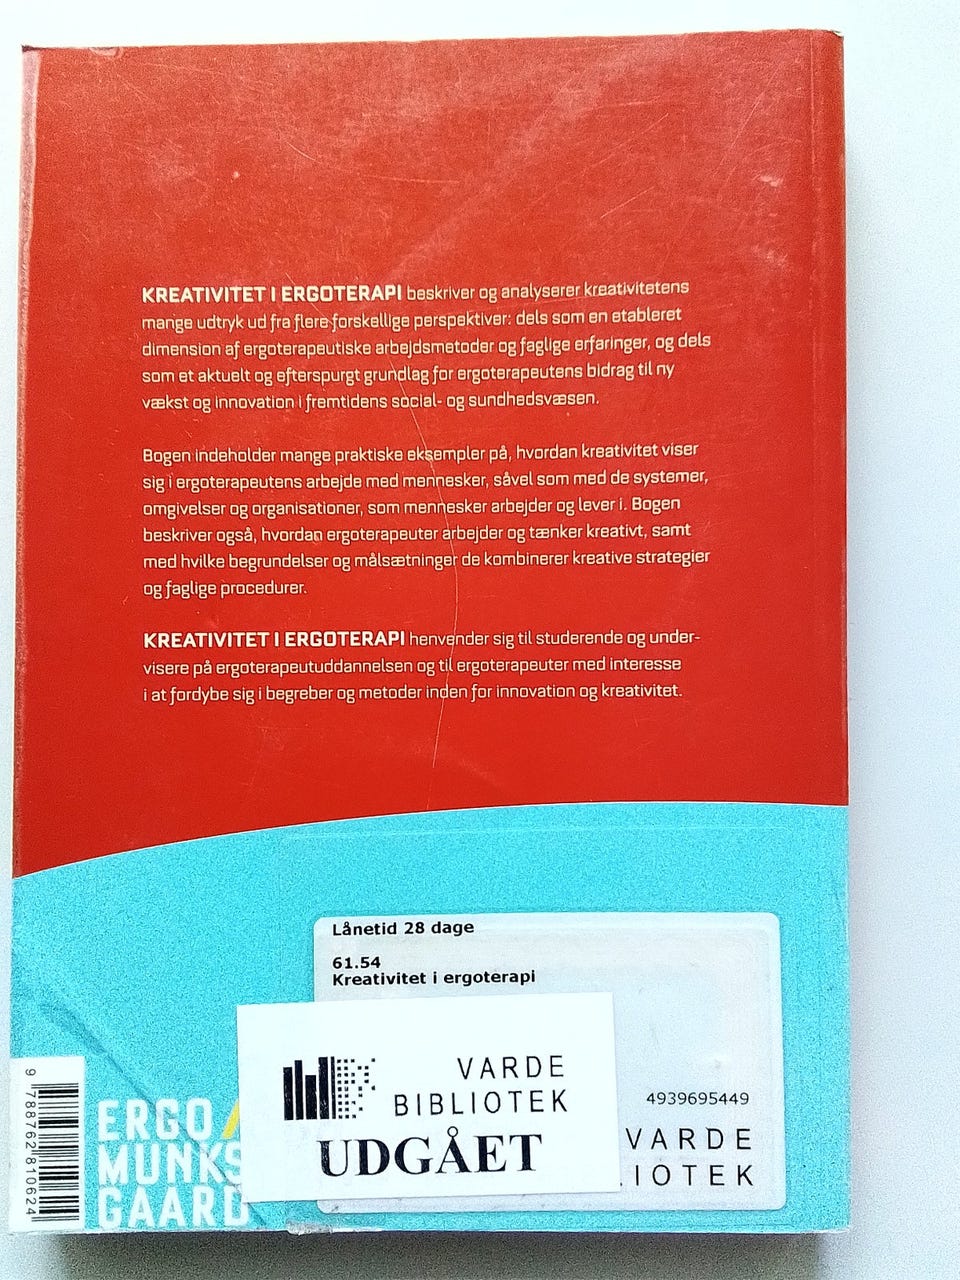 KREATIVITET I ERGOTERAPI beskriver og analyserer kreativitetens
mange udtryk ud fra flere forskellige perspektiver: dels som en etableret
dimension af ergoterapeutiske arbejdsmetoder og faglige erfaringer, og dels
som et aktuelt og efterspurgt grundlag for ergoterapeutens bidrag til ny
vækst og innovation i fremtidens social- og sundhedsvæsen.
Bogen indeholder mange praktiske eksempler på, hvordan kreativitet viser
sig i ergoterapeutens arbejde med mennesker, såvel som med de systemer,
omgivelser og organisationer, som mennesker arbejder og lever i. Bogen
beskriver også, hvordan ergoterapeuter arbejder og tænker kreativt, samt
med hvilke begrundelser og målsætninger de kombinerer kreative strategier
og faglige procedurer.
KREATIVITET I ERGOTERAPI henvender sig til studerende og under-
visere på ergoterapeutuddannelsen og til ergoterapeuter med interesse
i at fordybe sig i begreber og metoder inden for innovation og kreativitet.
Lånetid 28 dage
61.54
Kreativitet i ergoterapi
4939695449
VARDE
LIOTEK
VARDE
BIBLIOTEK
UDGÅET
ERGO/
MUNKS
GAARD
9 788762 810624